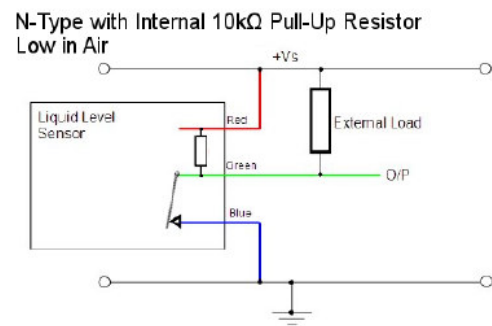 N-Type with Internal 10kΩ Pull-Up Resistor
Low in Air
+Vs
Liquid Level
Sensor
Red
External Load
Green
O/P
Blue